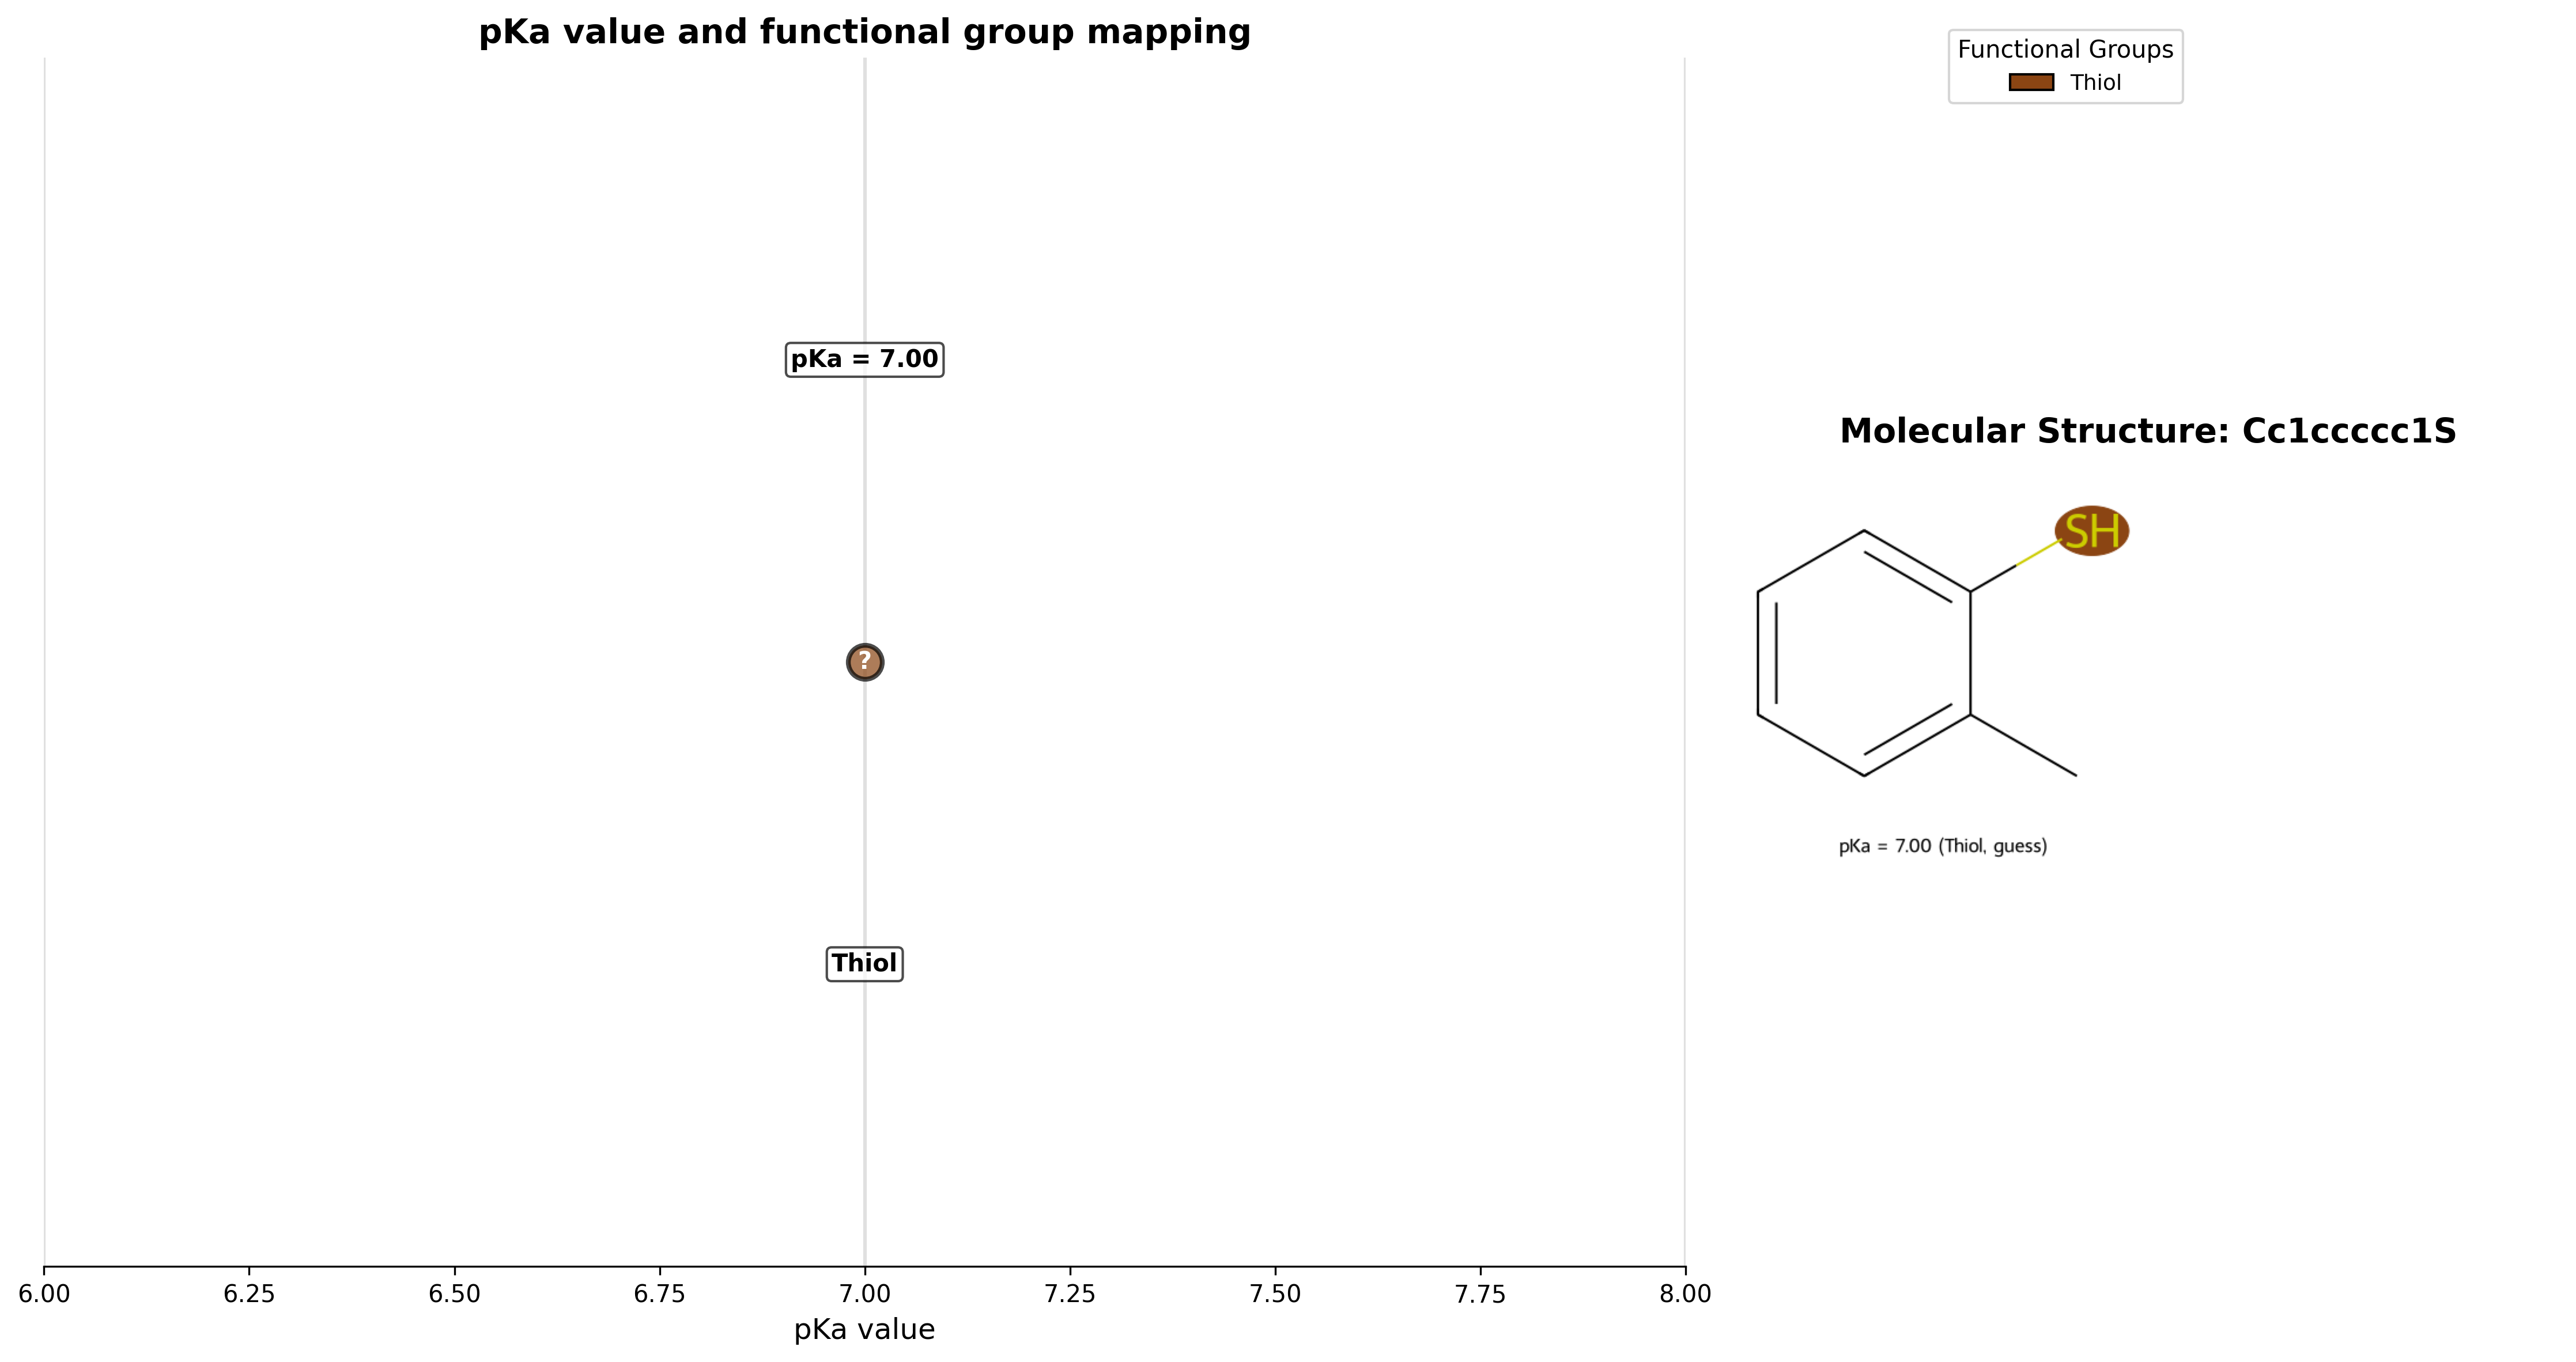 pKa value and functional group mapping
Functional Groups
Thiol
pKa = 7.00
?
Thiol
6.00 6.25 6.50 6.75 7.00 7.25 7.50 7.75 8.00
pKa value
Molecular Structure: Cc1ccccc1S
SH
pKa = 7.00 (Thiol, guess)